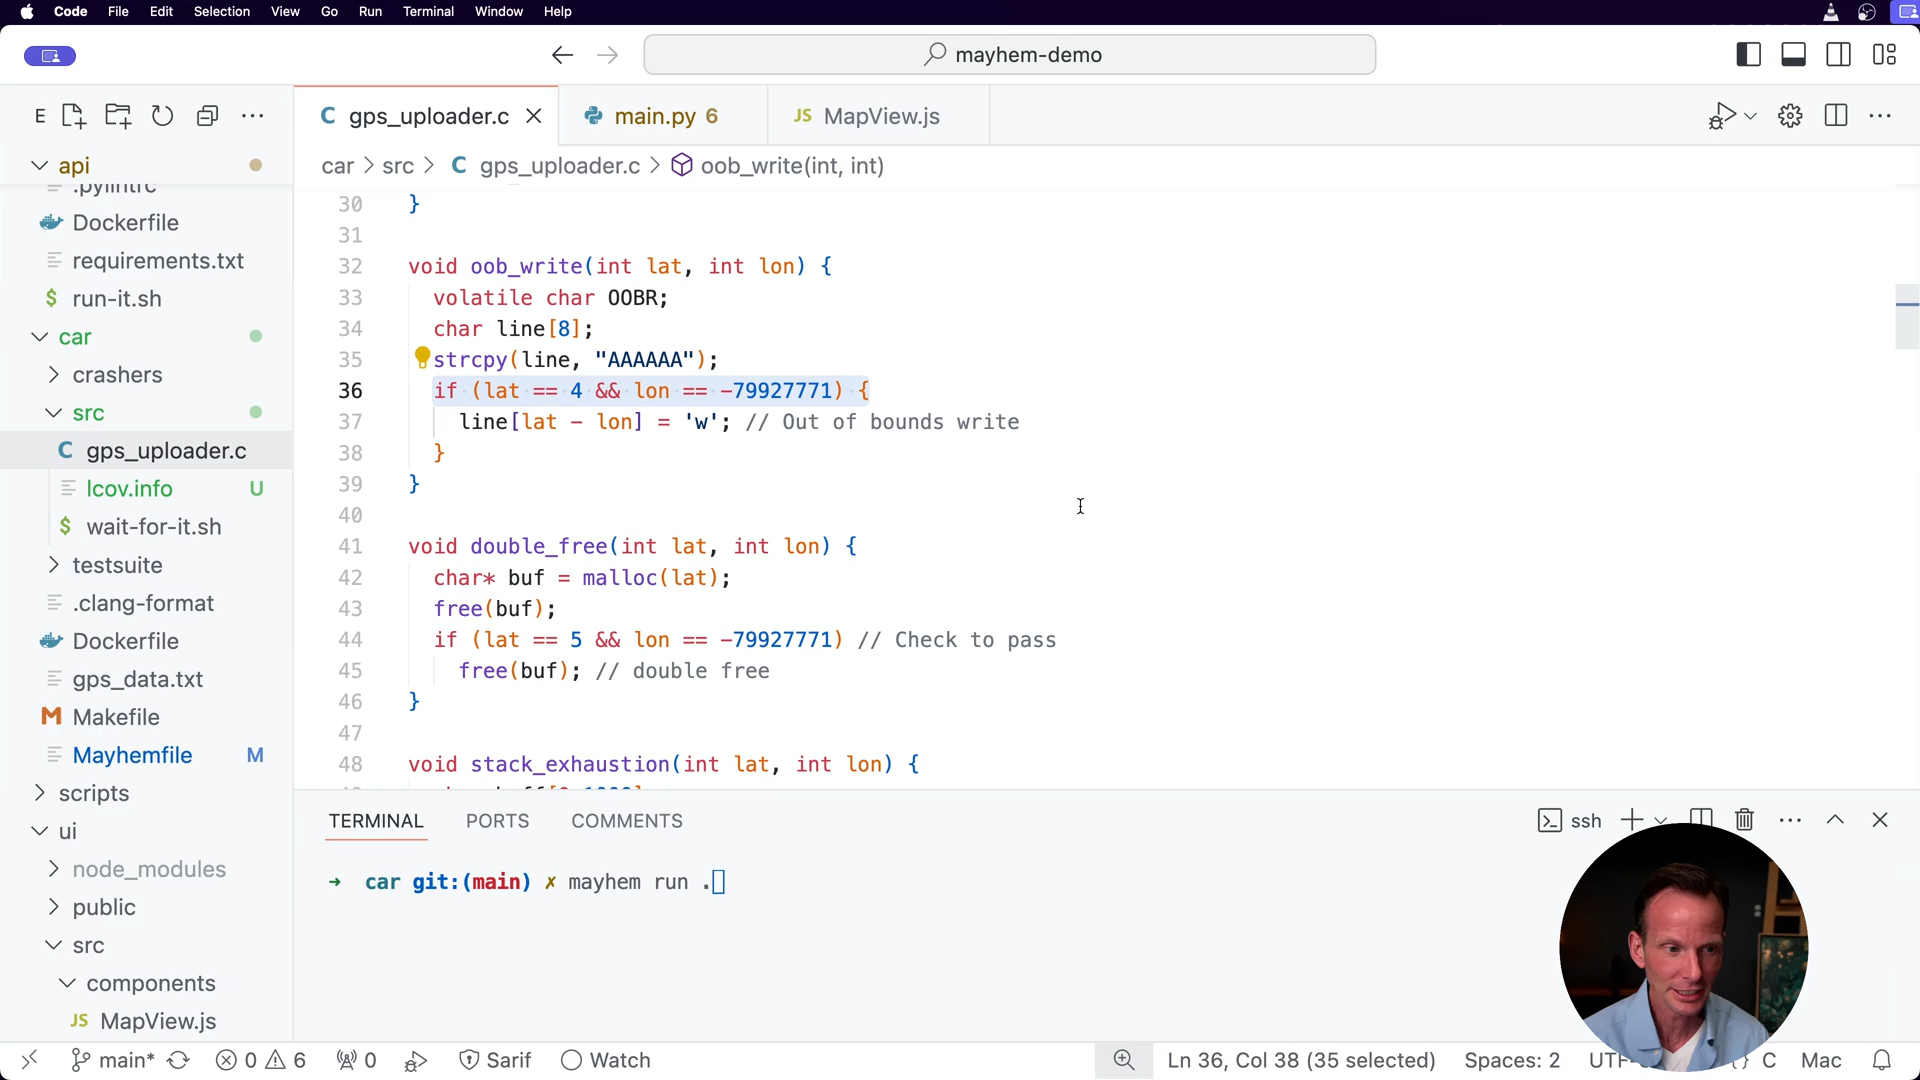 Code File Edit Selection View Go Run Terminal Window Help
mayhem-demo
E
gps_uploader.c
main.py 6
JS MapView.js
car > src > C gps_uploader.c > oob_write(int, int)
api
.pylintrc
Dockerfile
requirements.txt
$ run-it.sh
car
crashers
src
C gps_uploader.c
lcov.info U
$ wait-for-it.sh
testsuite
.clang-format
Dockerfile
gps_data.txt
M Makefile
Mayhemfile M
scripts
ui
node_modules
public
src
components
JS MapView.js
30 }
31
32 void oob_write(int lat, int lon) {
33 volatile char OOBR;
34 char line[8];
35 strcpy(line, "AAAAAA");
36 if (lat == 4 && lon == -79927771) {
37 line[lat - lon] = 'w'; // Out of bounds write
38 }
39 }
40
41 void double_free(int lat, int lon) {
42 char* buf = malloc(lat);
43 free(buf);
44 if (lat == 5 && lon == -79927771) // Check to pass
45 free(buf); // double free
46 }
47
48 void stack_exhaustion(int lat, int lon) {
TERMINAL PORTS COMMENTS
ssh
→ car git:(main) ✗ mayhem run .
main* 0 6 0 Sarif Watch
Ln 36, Col 38 (35 selected) Spaces: 2 UTF- C Mac